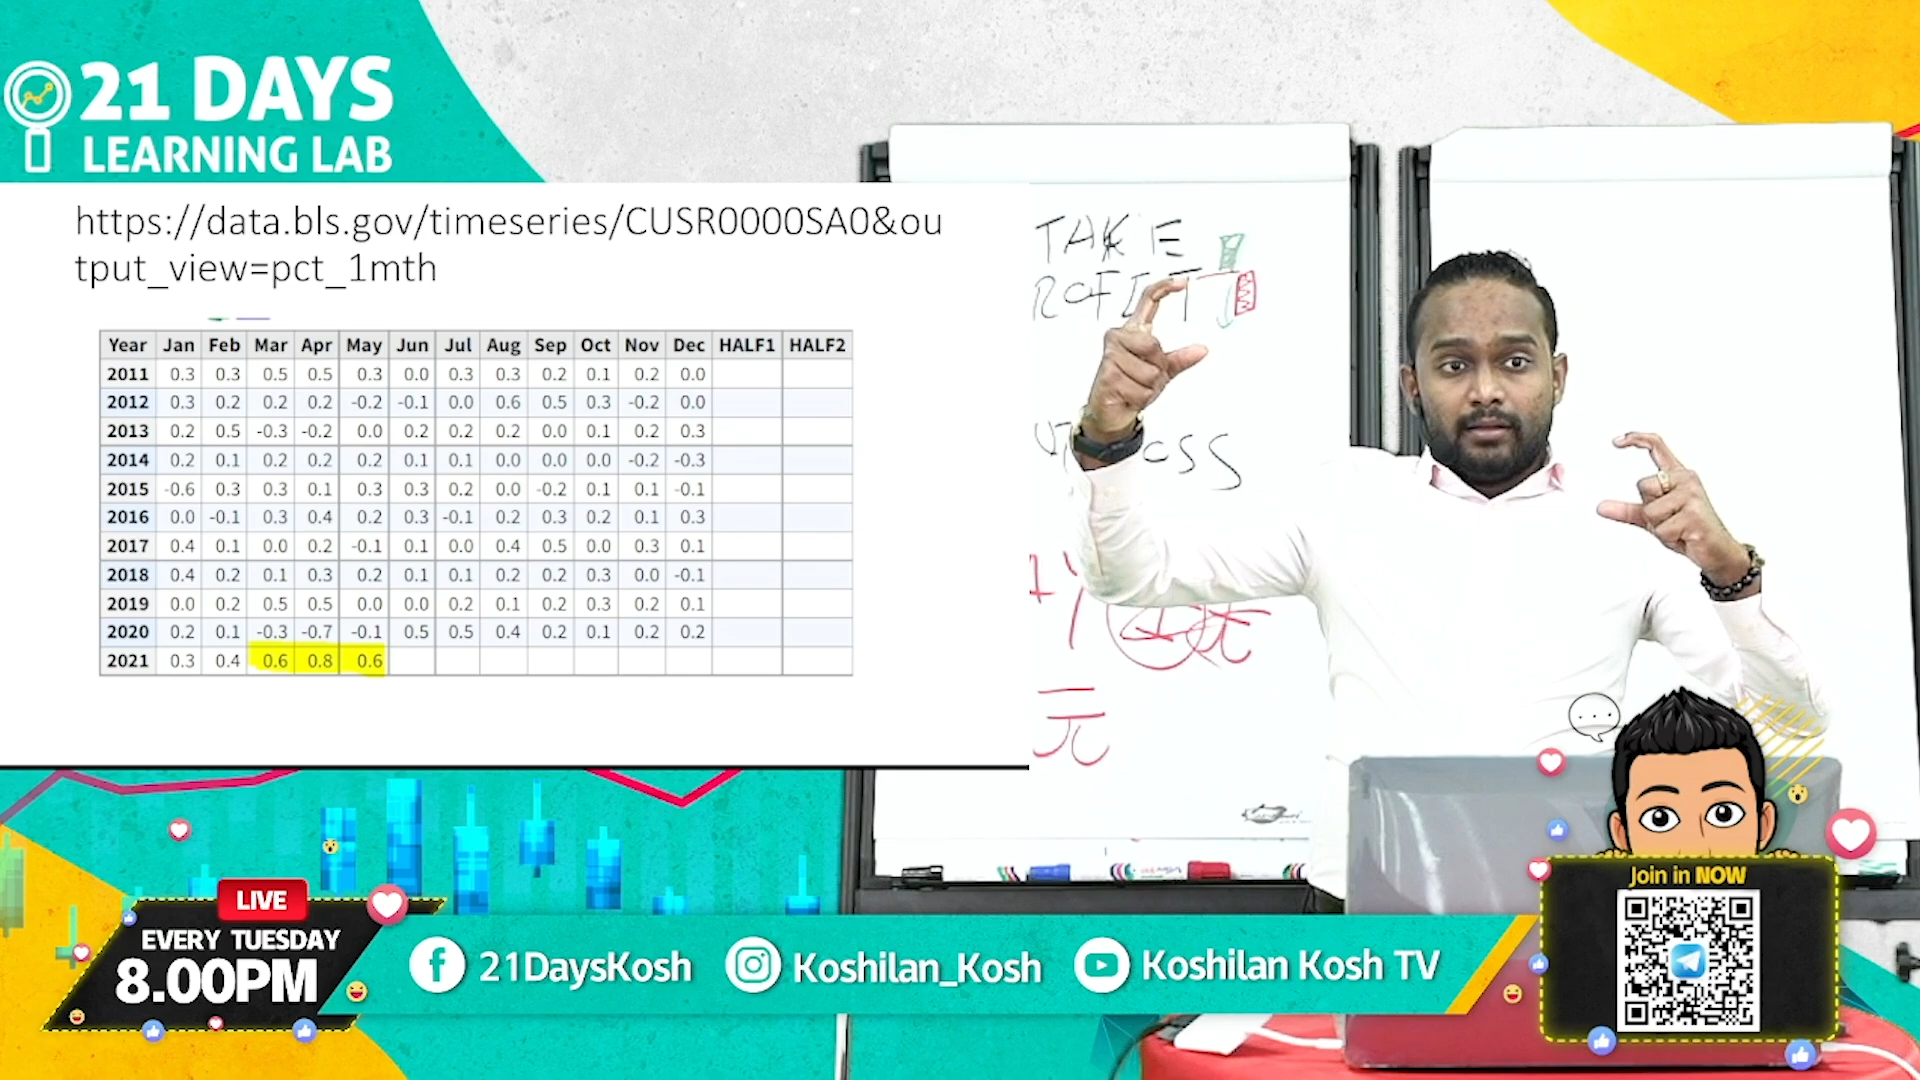 21 DAYS
LEARNING LAB
https://data.bls.gov/timeseries/CUSR0000SA0&ou
tput_view=pct_1mth
Year Jan Feb Mar Apr May Jun Jul Aug Sep Oct Nov Dec HALF1 HALF2
2011 0.3 0.3 0.5 0.5 0.3 0.0 0.3 0.3 0.2 0.1 0.2 0.0
2012 0.3 0.2 0.2 0.2 -0.2 -0.1 0.0 0.6 0.5 0.3 -0.2 0.0
2013 0.2 0.5 -0.3 -0.2 0.0 0.2 0.2 0.2 0.0 0.1 0.2 0.3
2014 0.2 0.1 0.2 0.2 0.2 0.1 0.1 0.0 0.0 0.0 -0.2 -0.3
2015 -0.6 0.3 0.3 0.1 0.3 0.3 0.2 0.0 -0.2 0.1 0.1 -0.1
2016 0.0 -0.1 0.3 0.4 0.2 0.3 -0.1 0.2 0.3 0.2 0.1 0.3
2017 0.4 0.1 0.0 0.2 -0.1 0.1 0.0 0.4 0.5 0.0 0.3 0.1
2018 0.4 0.2 0.1 0.3 0.2 0.1 0.1 0.2 0.2 0.3 0.0 -0.1
2019 0.0 0.2 0.5 0.5 0.0 0.0 0.2 0.1 0.2 0.3 0.2 0.1
2020 0.2 0.1 -0.3 -0.7 -0.1 0.5 0.5 0.4 0.2 0.1 0.2 0.2
2021 0.3 0.4 0.6 0.8 0.6
TAKE
LIVE
EVERY TUESDAY
8.00PM
21DaysKosh
Koshilan_Kosh
Koshilan Kosh TV
Join in NOW